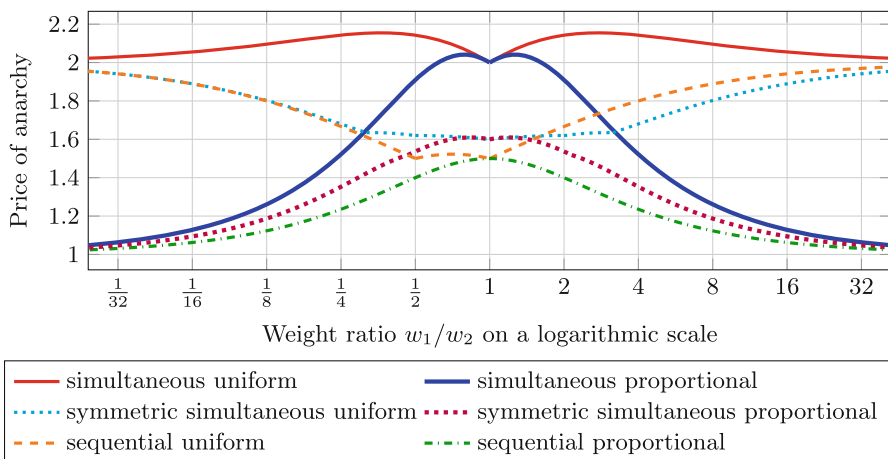 2.2
2
1.8
1.6
1.4
1.2
1
Price of anarchy
1/32 1/16 1/8 1/4 1/2 1 2 4 8 16 32
Weight ratio w₁/w₂ on a logarithmic scale
simultaneous uniform simultaneous proportional
symmetric simultaneous uniform symmetric simultaneous proportional
sequential uniform sequential proportional